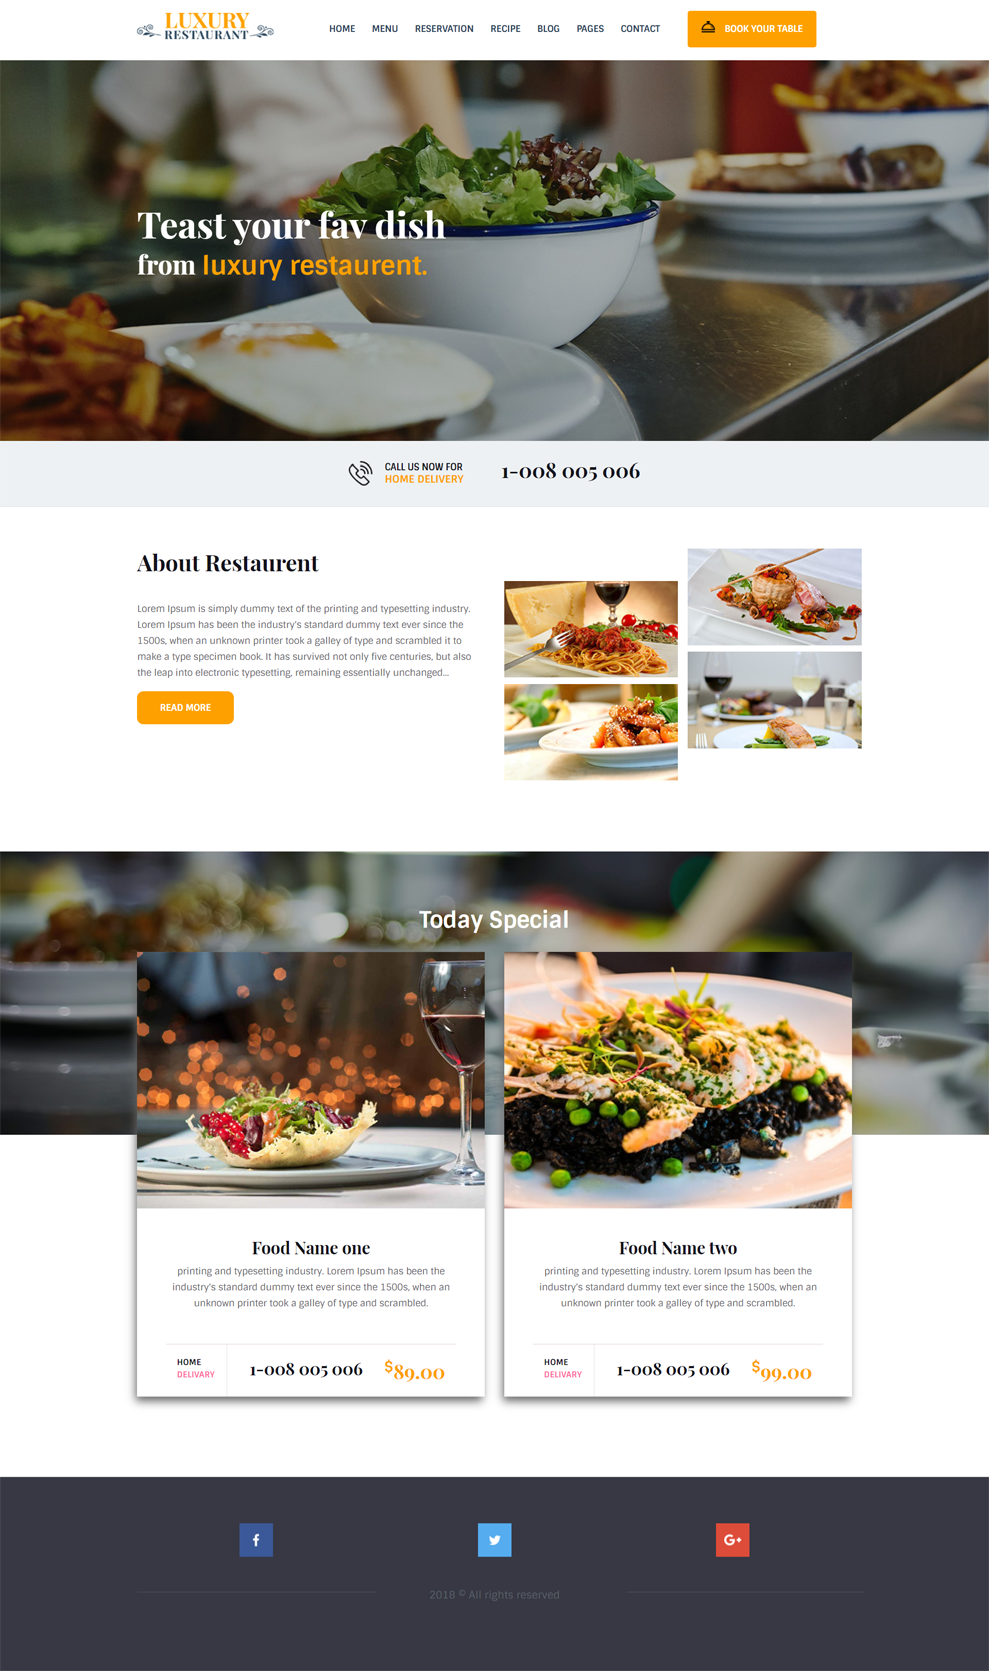 LUXURY
RESTAURANT
HOME MENU RESERVATION RECIPE BLOG PAGES CONTACT
BOOK YOUR TABLE
Teast your fav dish
from luxury restaurent.
CALL US NOW FOR
HOME DELIVERY
1-008 005 006
About Restaurent
Lorem Ipsum is simply dummy text of the printing and typesetting industry.
Lorem Ipsum has been the industry's standard dummy text ever since the
1500s, when an unknown printer took a galley of type and scrambled it to
make a type specimen book. It has survived not only five centuries, but also
the leap into electronic typesetting, remaining essentially unchanged...
READ MORE
Today Special
Food Name one
printing and typesetting industry. Lorem Ipsum has been the
industry's standard dummy text ever since the 1500s, when an
unknown printer took a galley of type and scrambled.
HOME
DELIVARY
1-008 005 006
$89.00
Food Name two
printing and typesetting industry. Lorem Ipsum has been the
industry's standard dummy text ever since the 1500s, when an
unknown printer took a galley of type and scrambled.
HOME
DELIVARY
1-008 005 006
$99.00
f
G+
2018 © All rights reserved